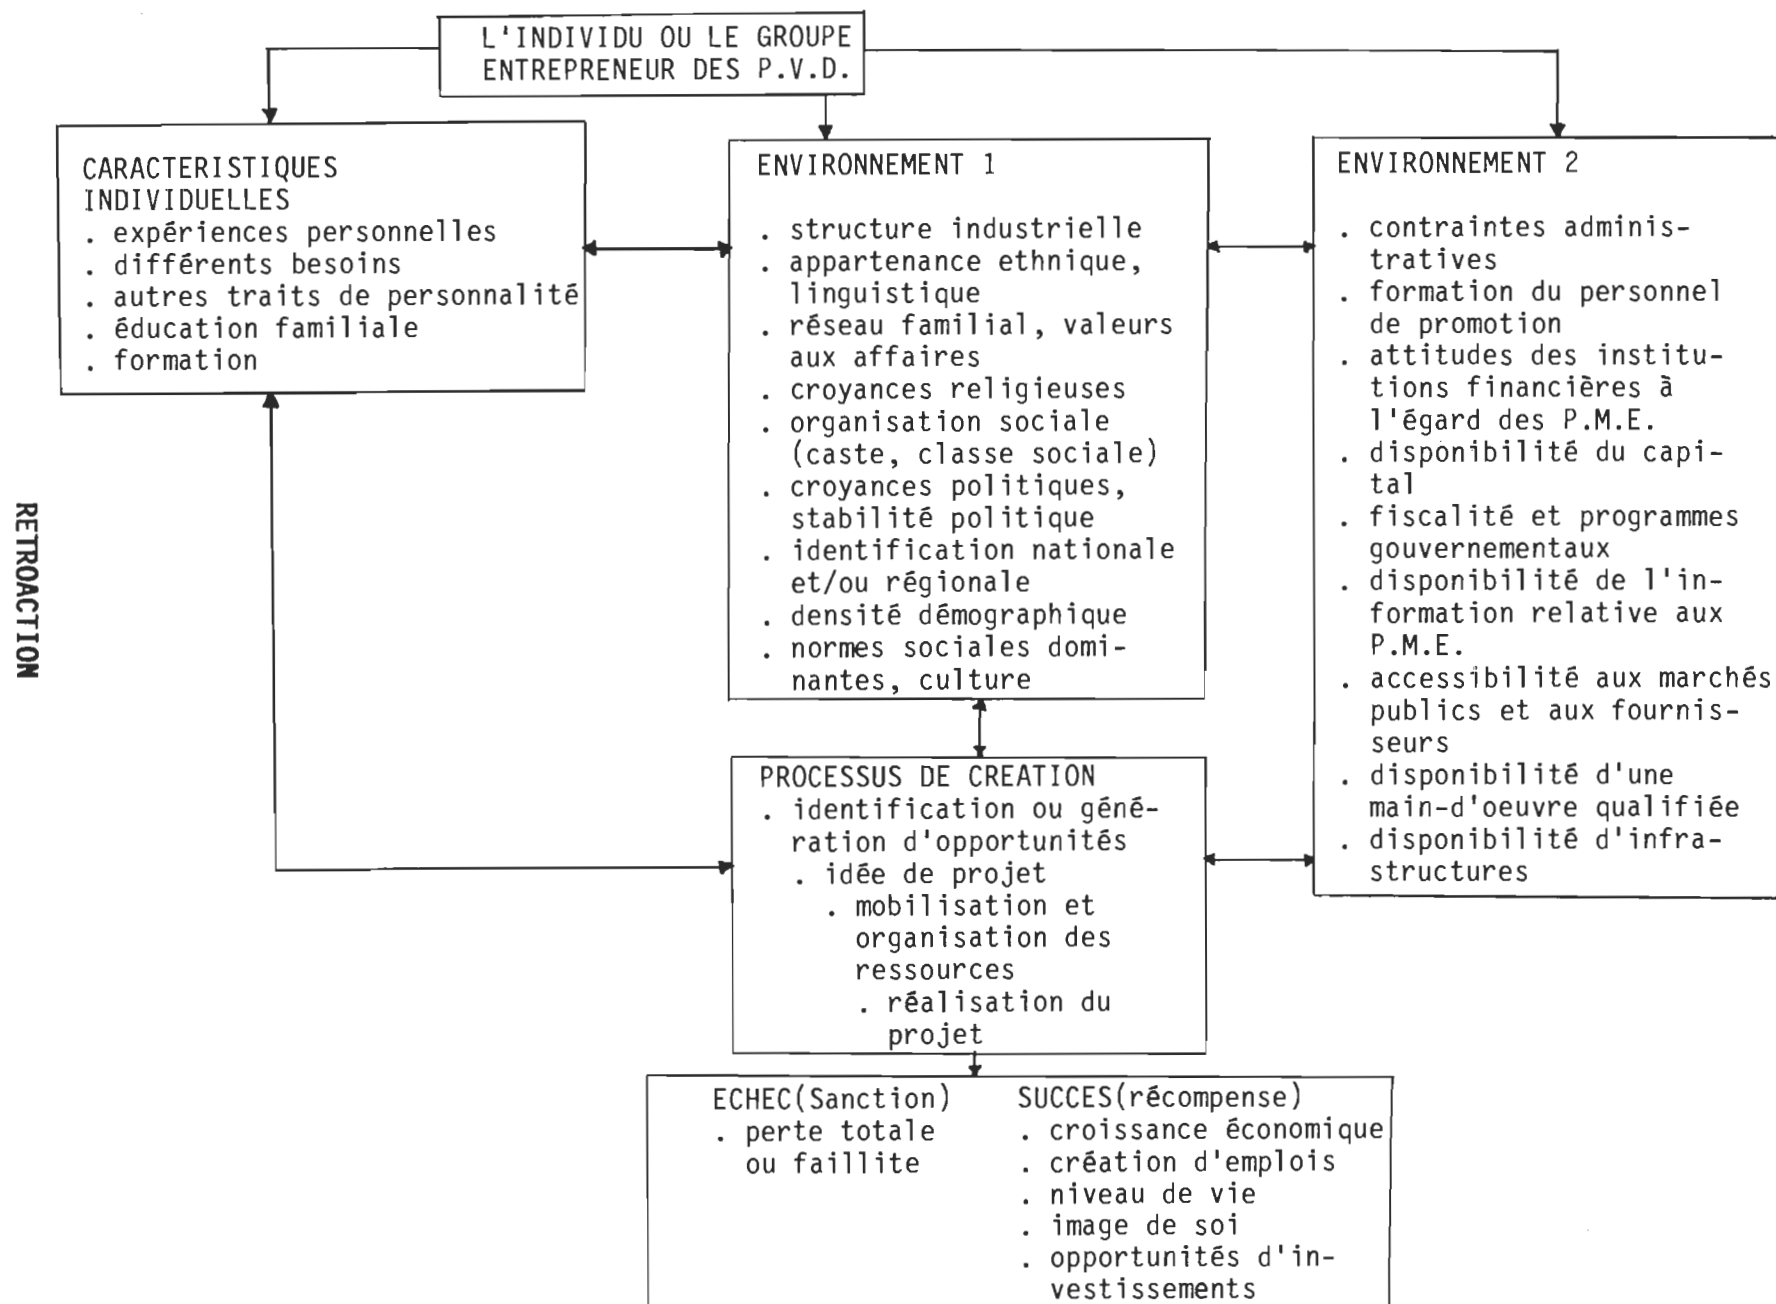 L'INDIVIDU OU LE GROUPE
ENTREPRENEUR DES P.V.D.
CARACTERISTIQUES
INDIVIDUELLES
. expériences personnelles
. différents besoins
. autres traits de personnalité
. éducation familiale
. formation
ENVIRONNEMENT 1
. structure industrielle
. appartenance ethnique,
linguistique
. réseau familial, valeurs
aux affaires
. croyances religieuses
. organisation sociale
(caste, classe sociale)
. croyances politiques,
stabilité politique
. identification nationale
et/ou régionale
. densité démographique
. normes sociales domi-
nantes, culture
ENVIRONNEMENT 2
. contraintes adminis-
tratives
. formation du personnel
de promotion
. attitudes des institu-
tions financières à
l'égard des P.M.E.
. disponibilité du capi-
tal
. fiscalité et programmes
gouvernementaux
. disponibilité de l'in-
formation relative aux
P.M.E.
. accessibilité aux marchés
publics et aux fournis-
seurs
. disponibilité d'une
main-d'oeuvre qualifiée
. disponibilité d'infra-
structures
RETROACTION
PROCESSUS DE CREATION
. identification ou géné-
ration d'opportunités
. idée de projet
. mobilisation et
organisation des
ressources
. réalisation du
projet
ECHEC(Sanction)
. perte totale
ou faillite
SUCCES(récompense)
. croissance économique
. création d'emplois
. niveau de vie
. image de soi
. opportunités d'in-
vestissements